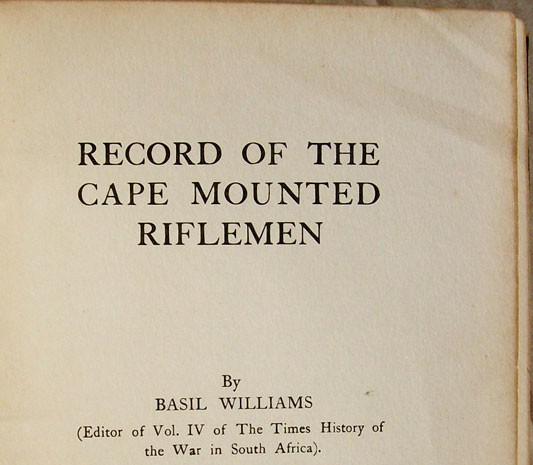 RECORD OF THE
CAPE MOUNTED
RIFLEMEN
By
BASIL WILLIAMS
(Editor of Vol. IV of The Times History of
the War in South Africa).